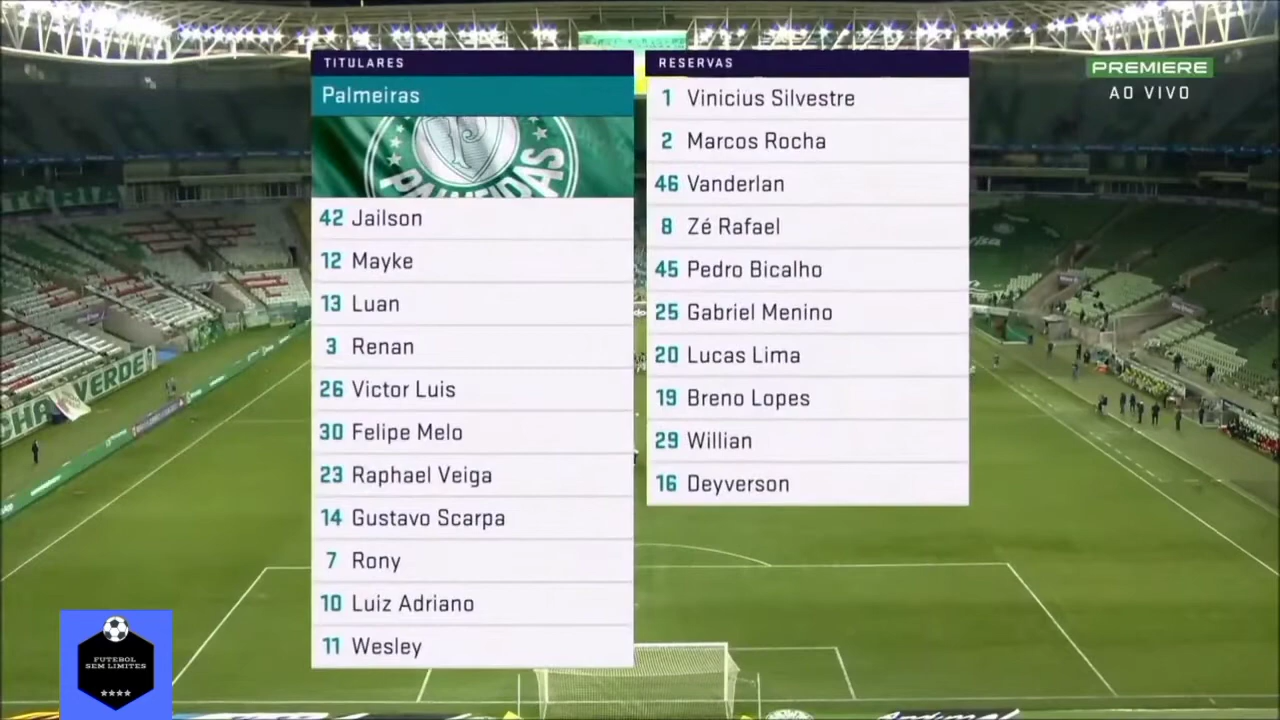 TITULARES
Palmeiras
PALMEIRAS
42 Jailson
12 Mayke
13 Luan
3 Renan
26 Victor Luis
30 Felipe Melo
23 Raphael Veiga
14 Gustavo Scarpa
7 Rony
10 Luiz Adriano
11 Wesley
RESERVAS
1 Vinicius Silvestre
2 Marcos Rocha
46 Vanderlan
8 Zé Rafael
45 Pedro Bicalho
25 Gabriel Menino
20 Lucas Lima
19 Breno Lopes
29 Willian
16 Deyverson
PREMIERE
AO VIVO
CHA VERDE
FUTEBOL
SEM LIMITES